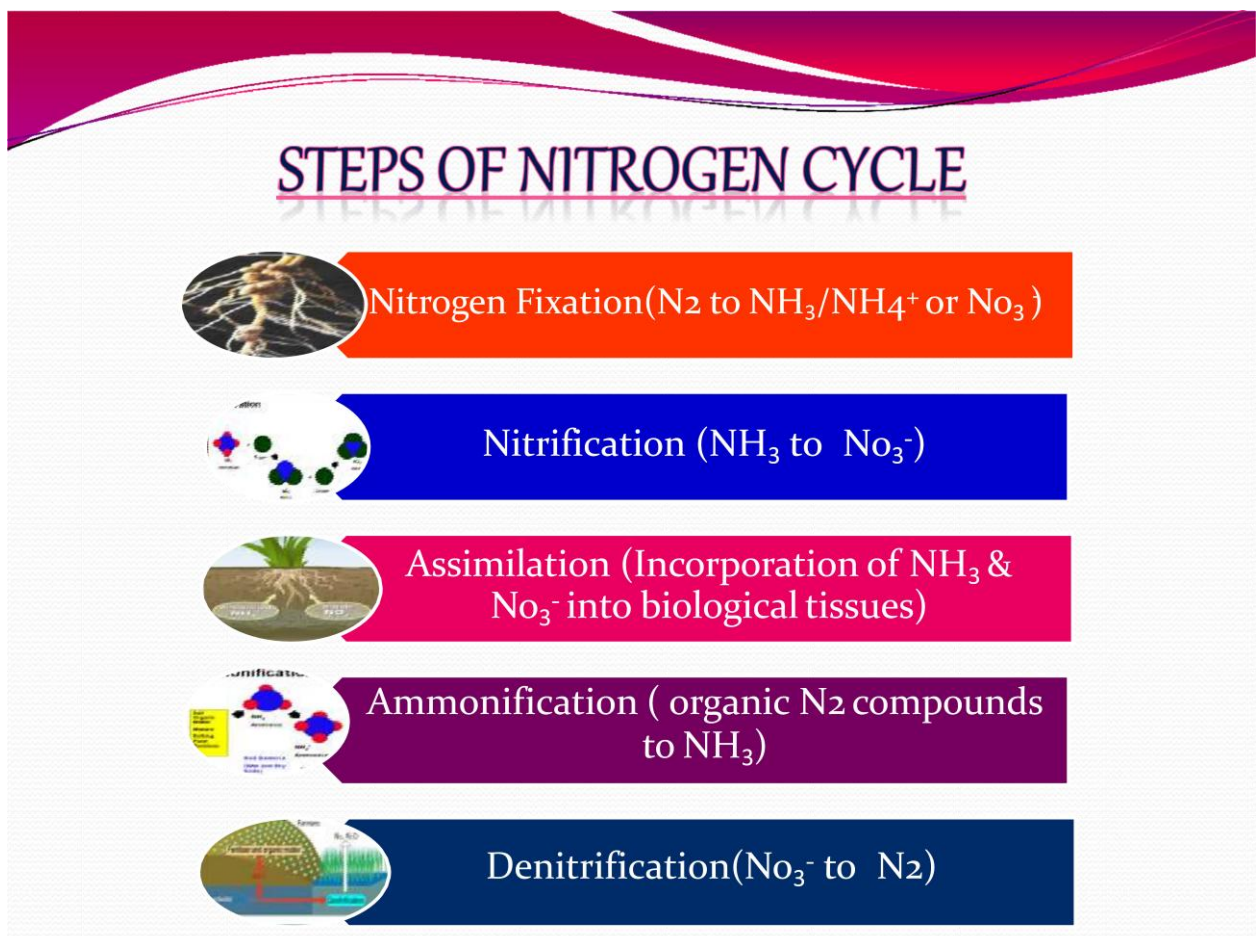 STEPS OF NITROGEN CYCLE
Nitrogen Fixation(N2 to NH₃/NH4⁺ or No₃⁻)
Nitrification (NH₃ to No₃⁻)
Assimilation (Incorporation of NH₃ &
No₃⁻ into biological tissues)
Ammonification ( organic N2 compounds
to NH₃)
Denitrification(No₃⁻ to N2)